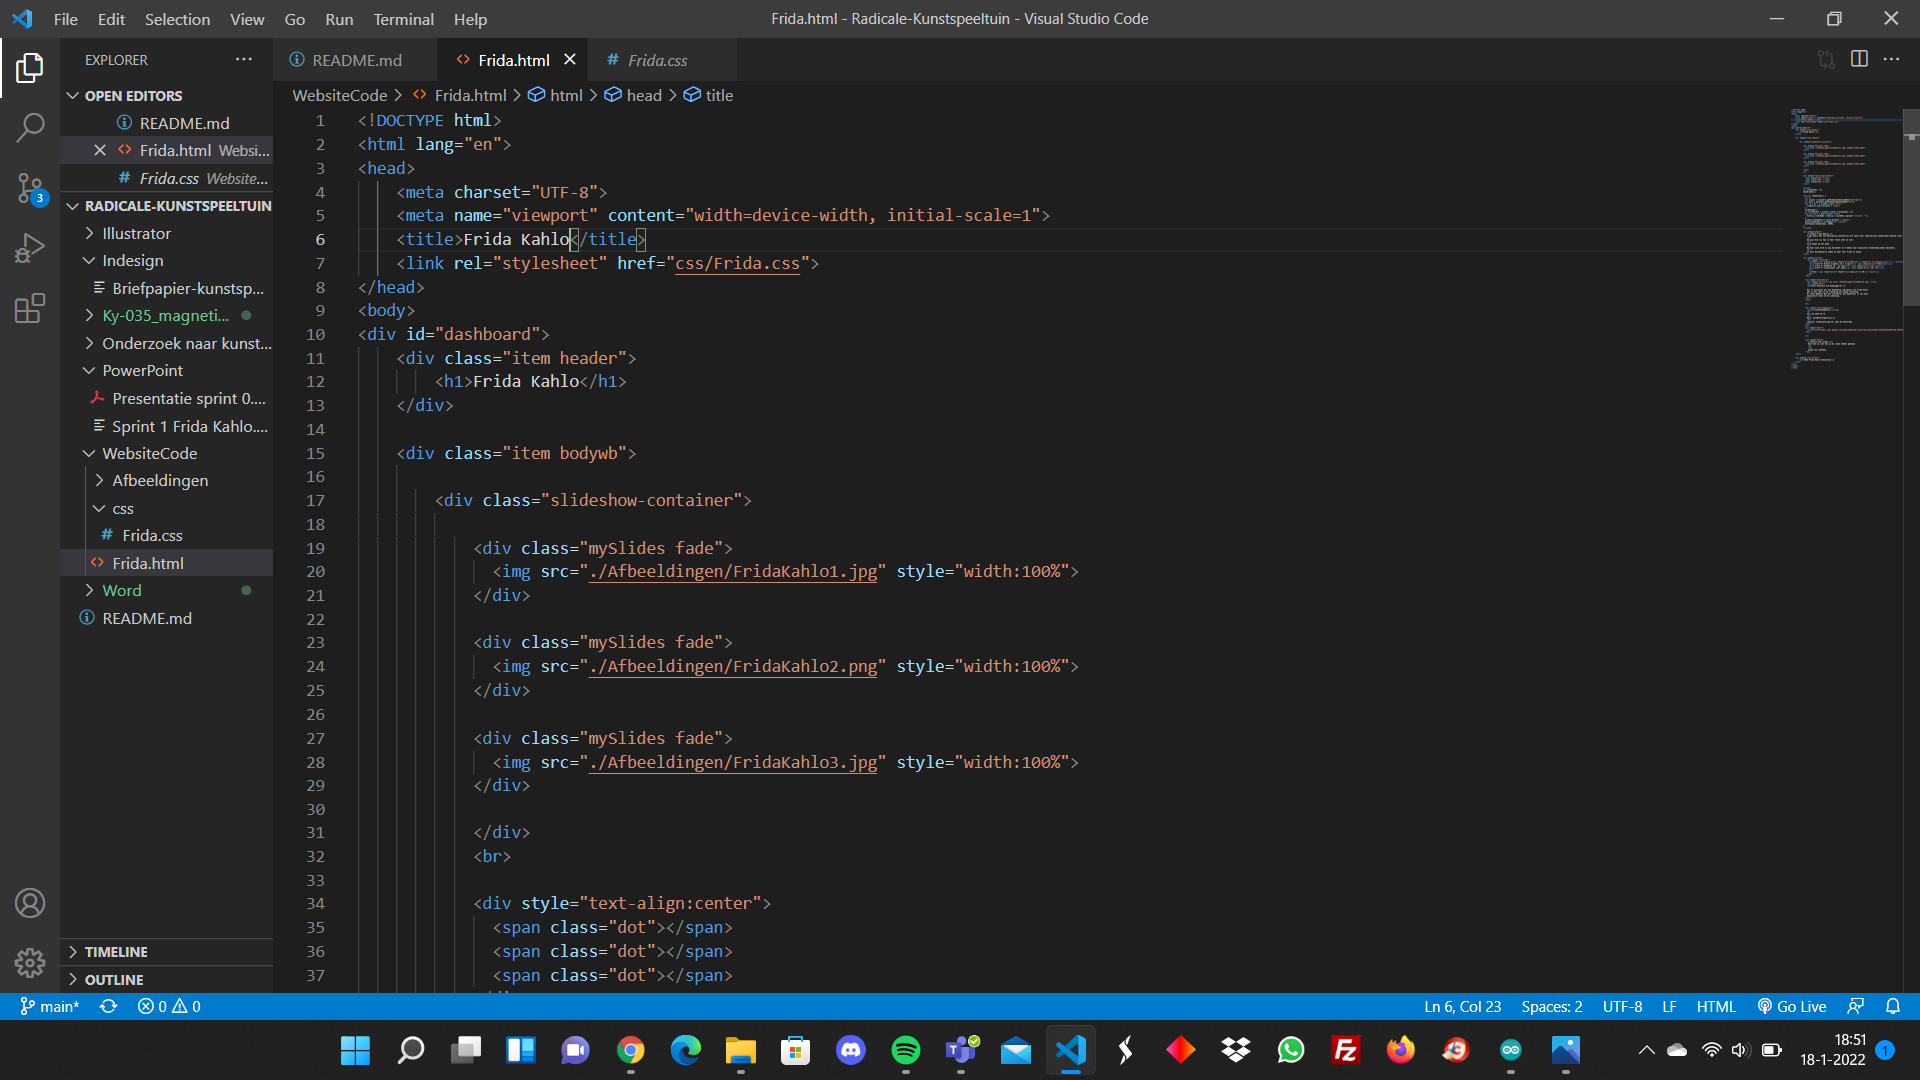 File Edit Selection View Go Run Terminal Help
Frida.html - Radicale-Kunstspeeltuin - Visual Studio Code
EXPLORER
OPEN EDITORS
README.md
Frida.html Websi...
Frida.css Website...
3
RADICALE-KUNSTSPEELTUIN
Illustrator
Indesign
Briefpapier-kunstsp...
Ky-035_magneti...
Onderzoek naar kunst...
PowerPoint
Presentatie sprint 0....
Sprint 1 Frida Kahlo....
WebsiteCode
Afbeeldingen
css
Frida.css
Frida.html
Word
README.md
TIMELINE
OUTLINE
README.md
Frida.html
Frida.css
WebsiteCode > Frida.html > html > head > title
1 <!DOCTYPE html>
2 <html lang="en">
3 <head>
4 <meta charset="UTF-8">
5 <meta name="viewport" content="width=device-width, initial-scale=1">
6 <title>Frida Kahlo</title>
7 <link rel="stylesheet" href="css/Frida.css">
8 </head>
9 <body>
10 <div id="dashboard">
11 <div class="item header">
12 <h1>Frida Kahlo</h1>
13 </div>
14
15 <div class="item bodywb">
16
17 <div class="slideshow-container">
18
19 <div class="mySlides fade">
20 <img src="./Afbeeldingen/FridaKahlo1.jpg" style="width:100%">
21 </div>
22
23 <div class="mySlides fade">
24 <img src="./Afbeeldingen/FridaKahlo2.png" style="width:100%">
25 </div>
26
27 <div class="mySlides fade">
28 <img src="./Afbeeldingen/FridaKahlo3.jpg" style="width:100%">
29 </div>
30
31 </div>
32 <br>
33
34 <div style="text-align:center">
35 <span class="dot"></span>
36 <span class="dot"></span>
37 <span class="dot"></span>
main* 0 0
Ln 6, Col 23 Spaces: 2 UTF-8 LF HTML Go Live
18:51
18-1-2022
1